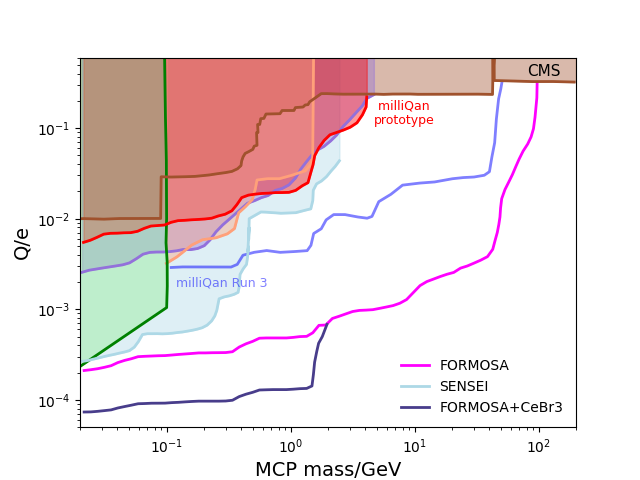 CMS
milliQan
prototype
milliQan Run 3
FORMOSA
SENSEI
FORMOSA+CeBr3
Q/e
10⁻¹
10⁻²
10⁻³
10⁻⁴
10⁻¹ 10⁰ 10¹ 10²
MCP mass/GeV